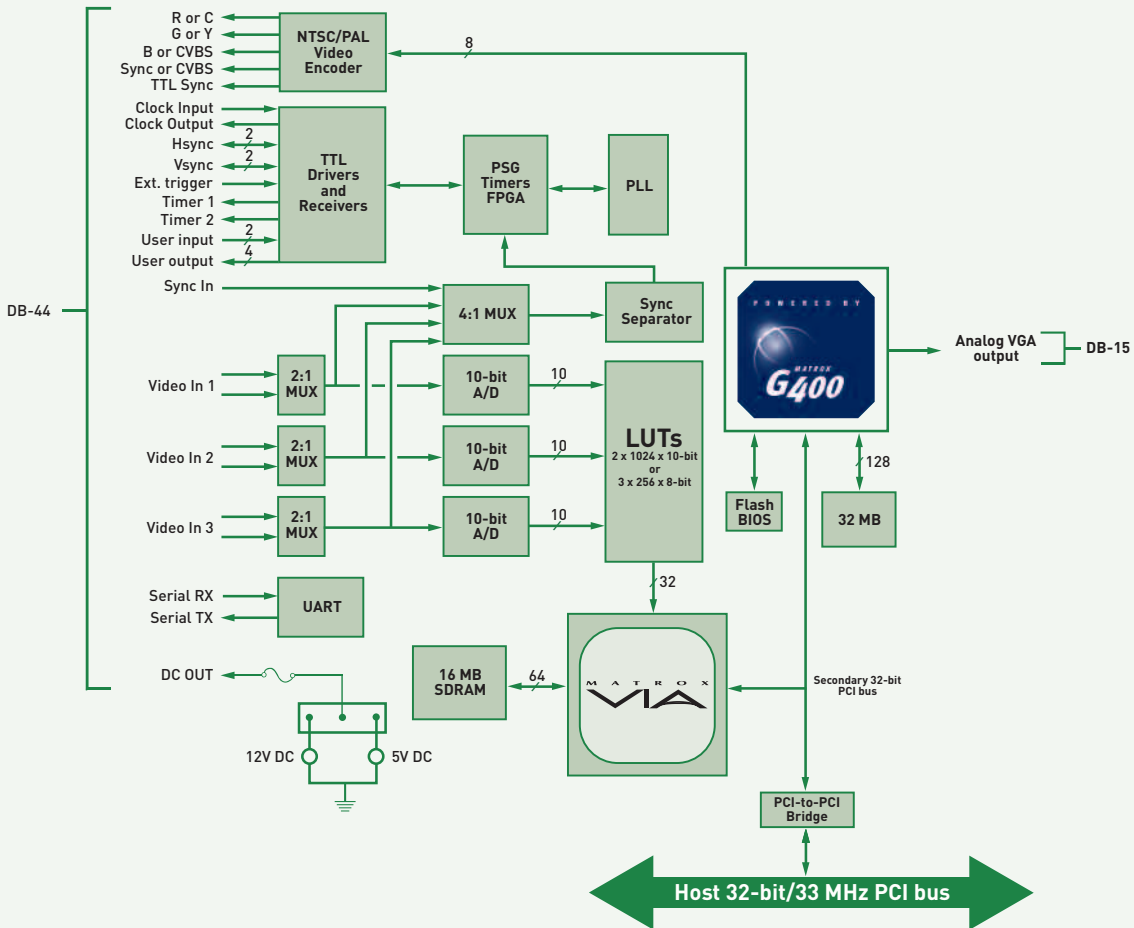 R or C
G or Y
B or CVBS
Sync or CVBS
TTL Sync
NTSC/PAL
Video
Encoder
8
Clock Input
Clock Output
Hsync
2
Vsync
2
Ext. trigger
Timer 1
Timer 2
User input
2
User output
4
TTL
Drivers
and
Receivers
PSG
Timers
FPGA
PLL
DB-44
Sync In
4:1 MUX
Sync
Separator
Video In 1
2:1
MUX
10-bit
A/D
10
Video In 2
2:1
MUX
10-bit
A/D
10
Video In 3
2:1
MUX
10-bit
A/D
10
LUTs
2 x 1024 x 10-bit
or
3 x 256 x 8-bit
32
POWERED BY
MATROX
G400
Analog VGA
output
DB-15
Flash
BIOS
128
32 MB
Serial RX
Serial TX
UART
DC OUT
12V DC
5V DC
16 MB
SDRAM
64
MATROX
VIA
Secondary 32-bit
PCI bus
PCI-to-PCI
Bridge
Host 32-bit/33 MHz PCI bus